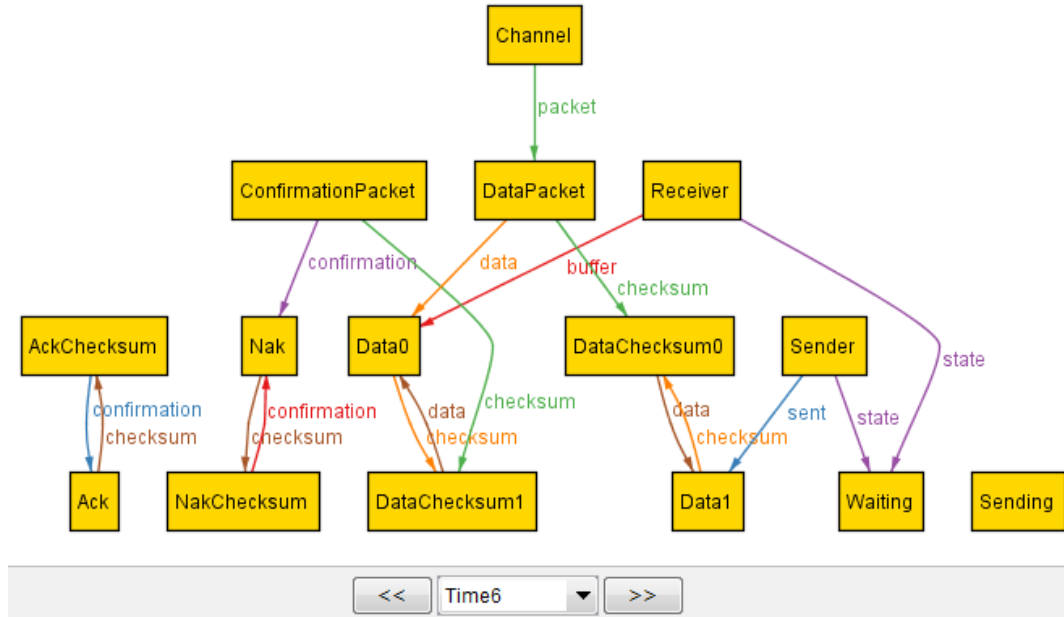 Channel
packet
ConfirmationPacket
DataPacket
Receiver
confirmation
data
buffer
checksum
AckChecksum
Nak
Data0
DataChecksum0
Sender
state
confirmation
checksum
confirmation
checksum
checksum
data
checksum
data
checksum
sent
state
Ack
NakChecksum
DataChecksum1
Data1
Waiting
Sending
<< Time6 >>